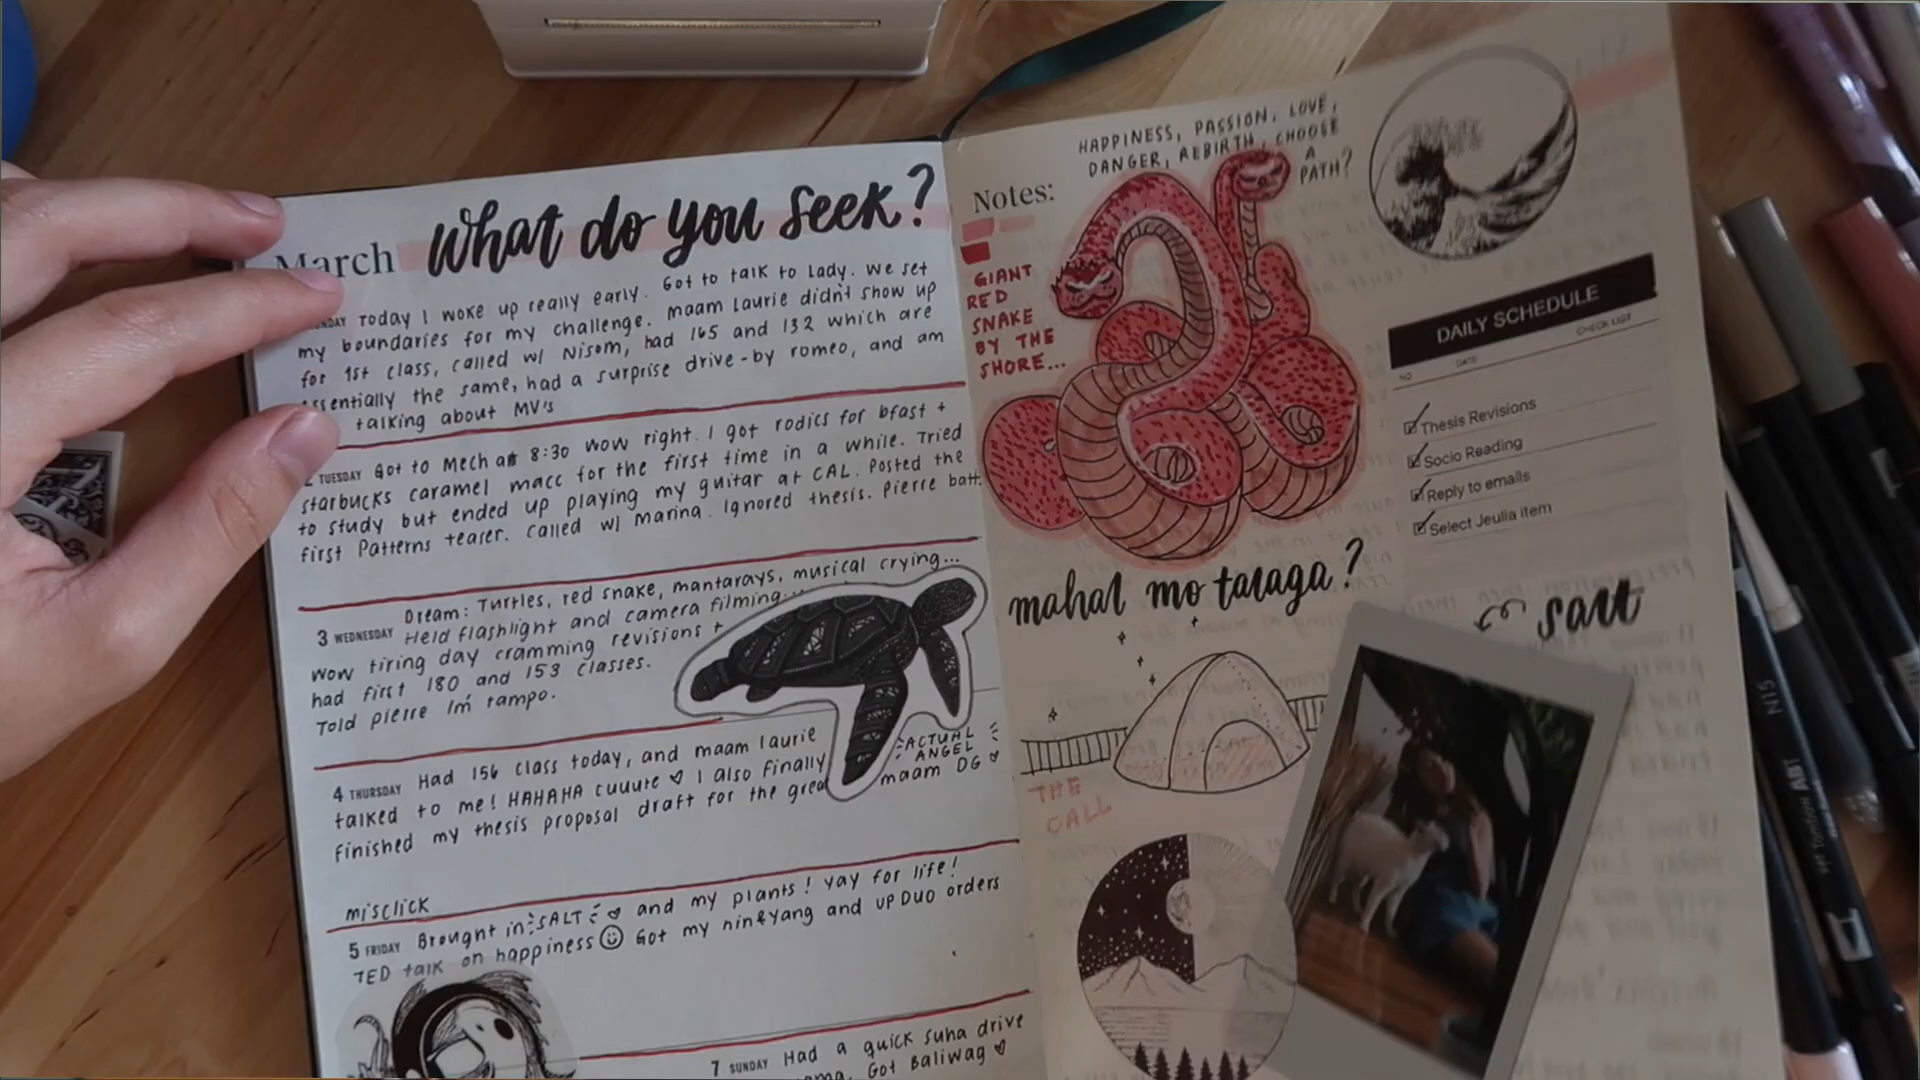 March
What do you seek?
Today I woke up really early. Got to talk to lady. We set
my boundaries for my challenge. Maam Laurie didn't show up
for 1st class, called w/ Nisom, had 165 and 132 which are
essentially the same, had a surprise drive-by romeo, and am
talking about MV's
TUESDAY Got to Mech at 8:30 wow right. I got rodics for bfast +
starbucks caramel macc for the first time in a while. Tried
to study but ended up playing my guitar at CAL. Posted the
first Patterns teaser. Called w/ Marina. Ignored thesis. Pierre batt.
Dream: Turtles, red snake, mantarays, musical crying...
3 WEDNESDAY Held flashlight and camera filming...
Wow tiring day cramming revisions +
had first 180 and 153 classes.
Told pierre I'm tampo.
4 THURSDAY Had 156 class today, and maam laurie
talked to me! HAHAHA cuuute ♡ I also finally
finished my thesis proposal draft for the great
ACTUAL
ANGEL
maam DG ♡
misclick
5 FRIDAY Brought in SALT ♡ and my plants! Yay for life!
TED talk on happiness ☺ Got my nin&yang and UPDUO orders
7 SUNDAY Had a quick suha drive
Got Baliwag ♡
Notes:
HAPPINESS, PASSION, LOVE,
DANGER, REBIRTH, CHOOSE
A
PATH?
GIANT
RED
SNAKE
BY THE
SHORE...
DAILY SCHEDULE
CHECK LIST
NO
DATE
Thesis Revisions
Socio Reading
Reply to emails
Select Jeulia item
mahal mo talaga?
salt
THE
CALL
N15
ABT